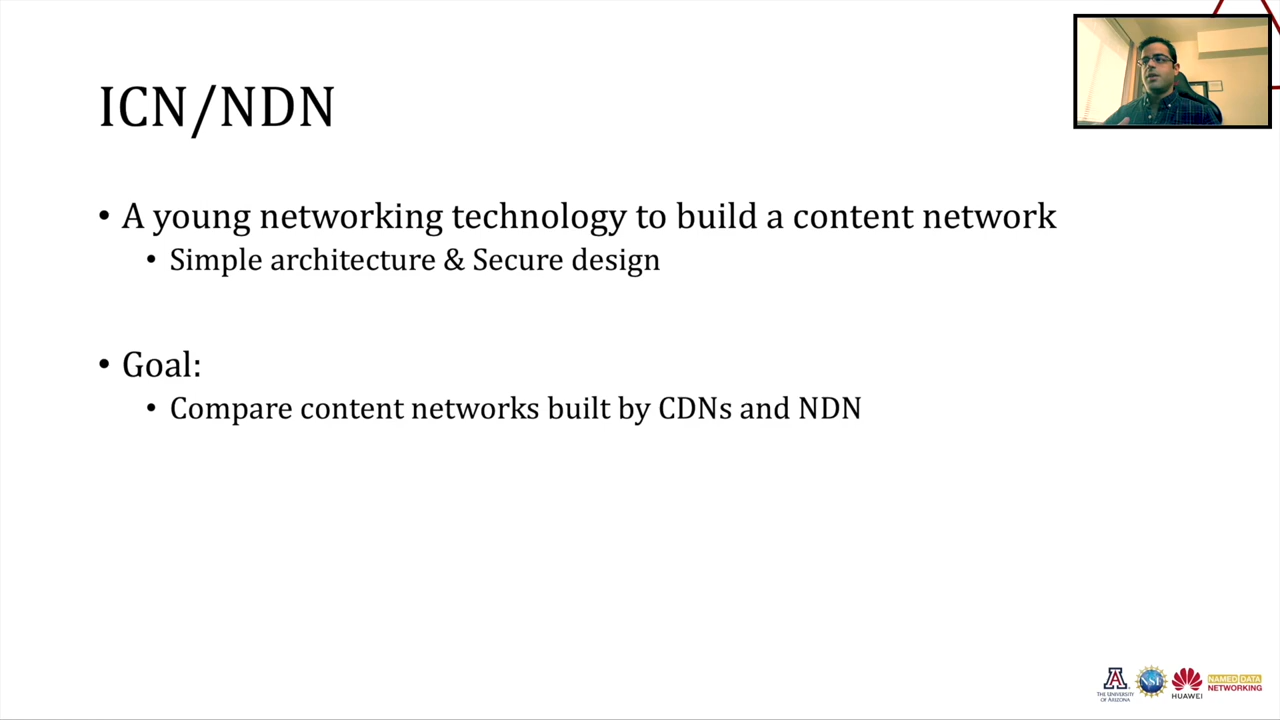 ICN/NDN
• A young networking technology to build a content network
• Simple architecture & Secure design
• Goal:
• Compare content networks built by CDNs and NDN
A
THE UNIVERSITY
OF ARIZONA
NSF
HUAWEI
NAMED DATA
NETWORKING